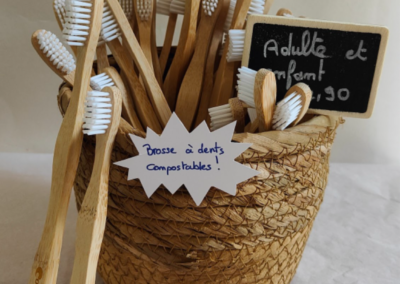 Adulte et
enfant
,90
Brosse à dents
Compostables!